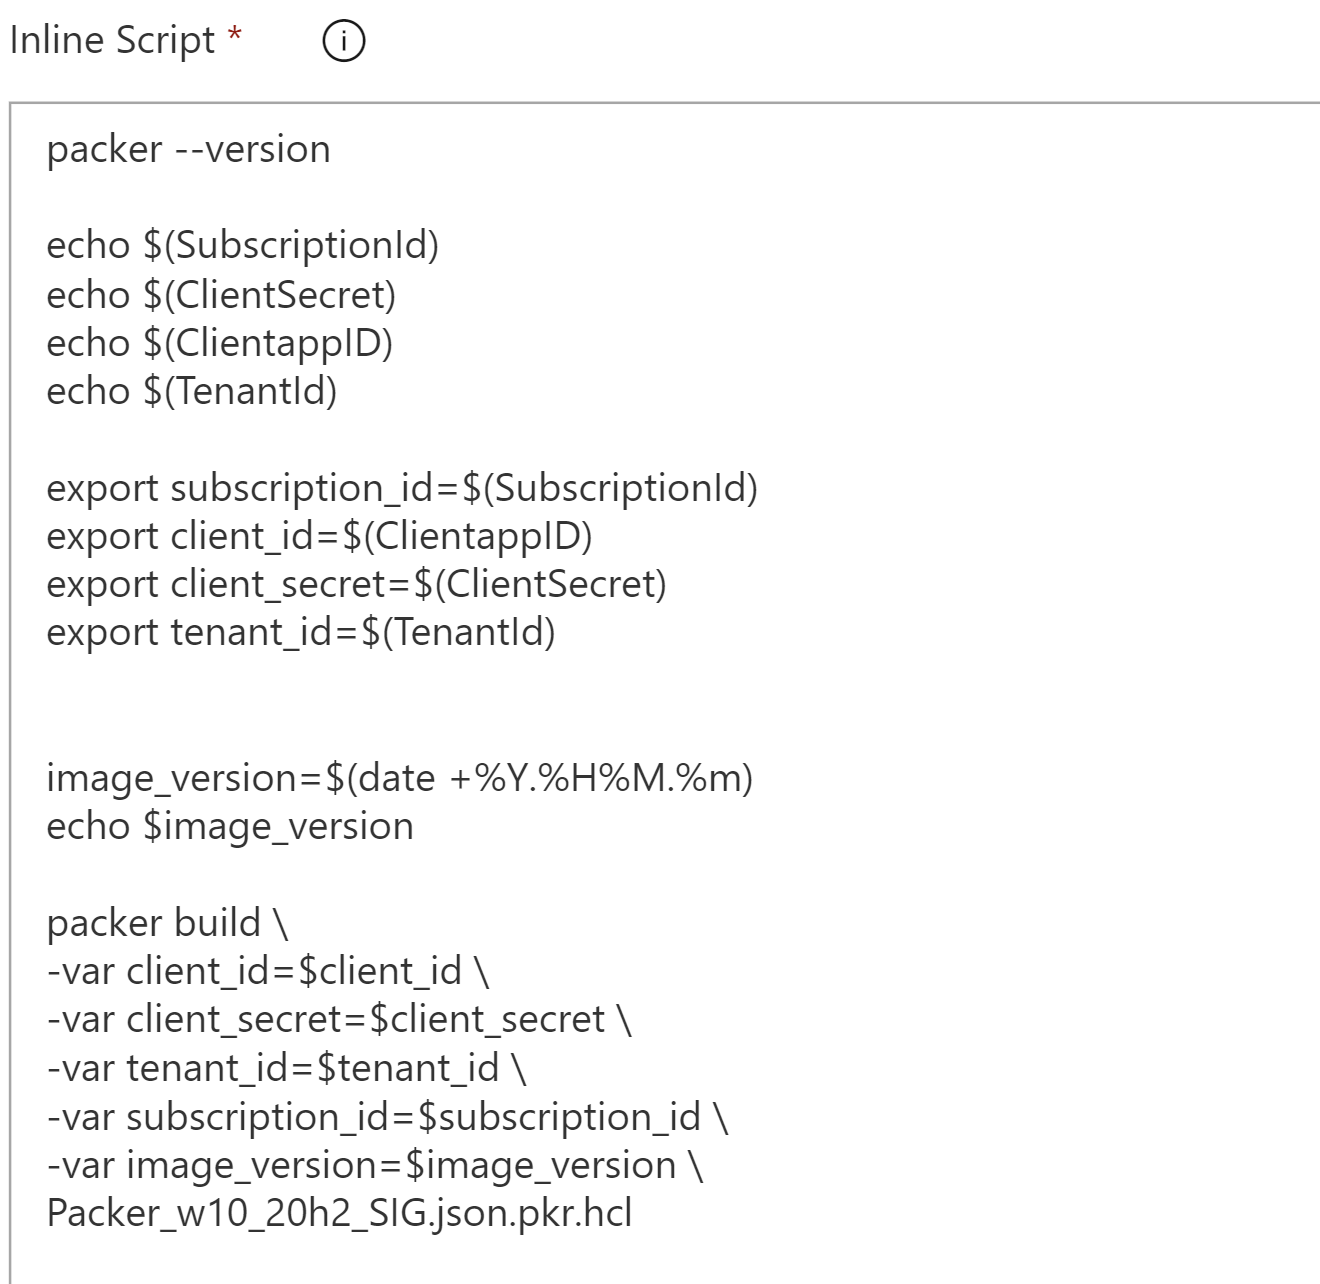 Inline Script *
packer --version
echo $(SubscriptionId)
echo $(ClientSecret)
echo $(ClientappID)
echo $(TenantId)
export subscription_id=$(SubscriptionId)
export client_id=$(ClientappID)
export client_secret=$(ClientSecret)
export tenant_id=$(TenantId)
image_version=$(date +%Y.%H%M.%m)
echo $image_version
packer build \
-var client_id=$client_id \
-var client_secret=$client_secret \
-var tenant_id=$tenant_id \
-var subscription_id=$subscription_id \
-var image_version=$image_version \
Packer_w10_20h2_SIG.json.pkr.hcl